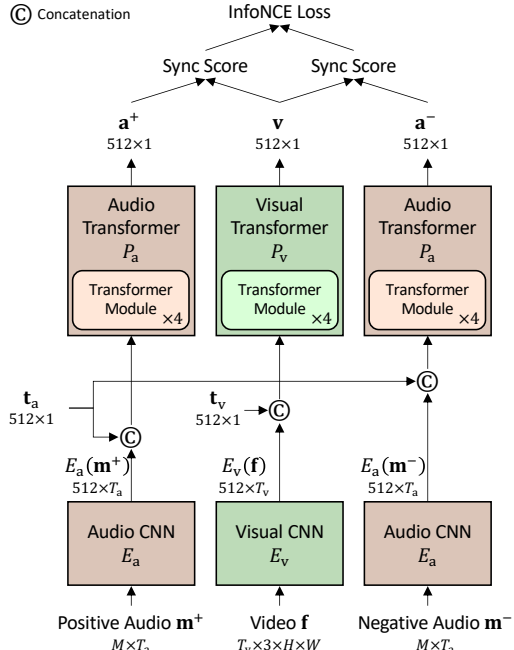 Ⓒ Concatenation
InfoNCE Loss
Sync Score Sync Score
a⁺ v a⁻
512×1 512×1 512×1
Audio Visual Audio
Transformer Transformer Transformer
Pₐ Pᵥ Pₐ
Transformer Transformer Transformer
Module ×4 Module ×4 Module ×4
tₐ tᵥ Ⓒ
512×1 512×1 Ⓒ
Ⓒ
Eₐ(m⁺) Eᵥ(f) Eₐ(m⁻)
512×Tₐ 512×Tᵥ 512×Tₐ
Audio CNN Visual CNN Audio CNN
Eₐ Eᵥ Eₐ
Positive Audio m⁺ Video f Negative Audio m⁻
M×Tₐ Tᵥ×3×H×W M×Tₐ